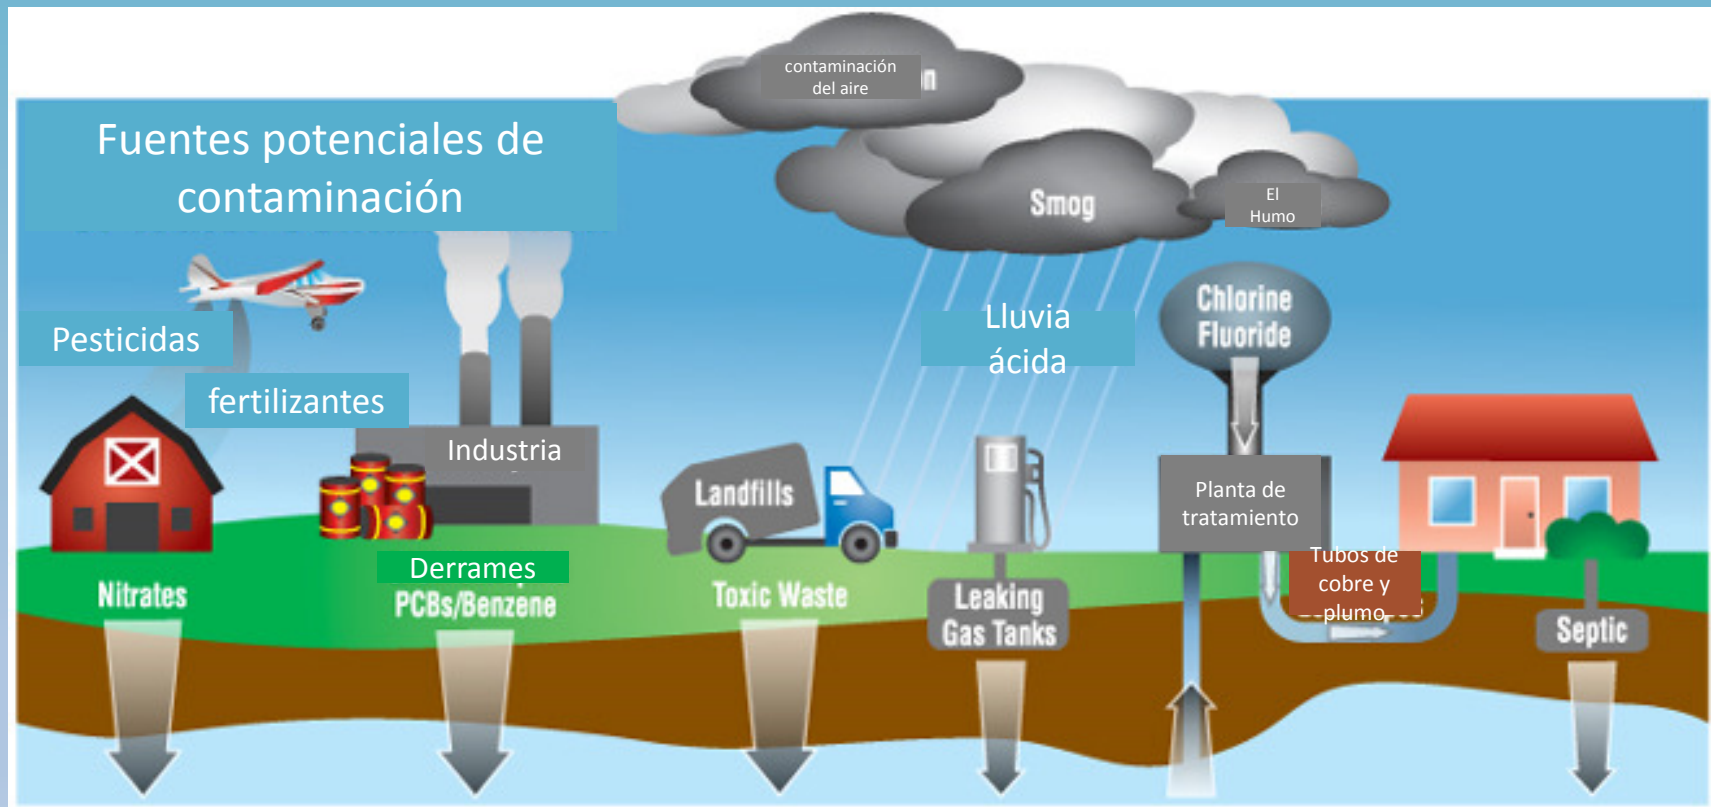 contaminación
del aire
Fuentes potenciales de
contaminación
Smog
El
Humo
Pesticidas
fertilizantes
Lluvia
ácida
Chlorine
Fluoride
Industria
Landfills
Planta de
tratamiento
Derrames
PCBs/Benzene
Nitrates
Toxic Waste
Leaking
Gas Tanks
Tubos de
cobre y
plumo
Septic